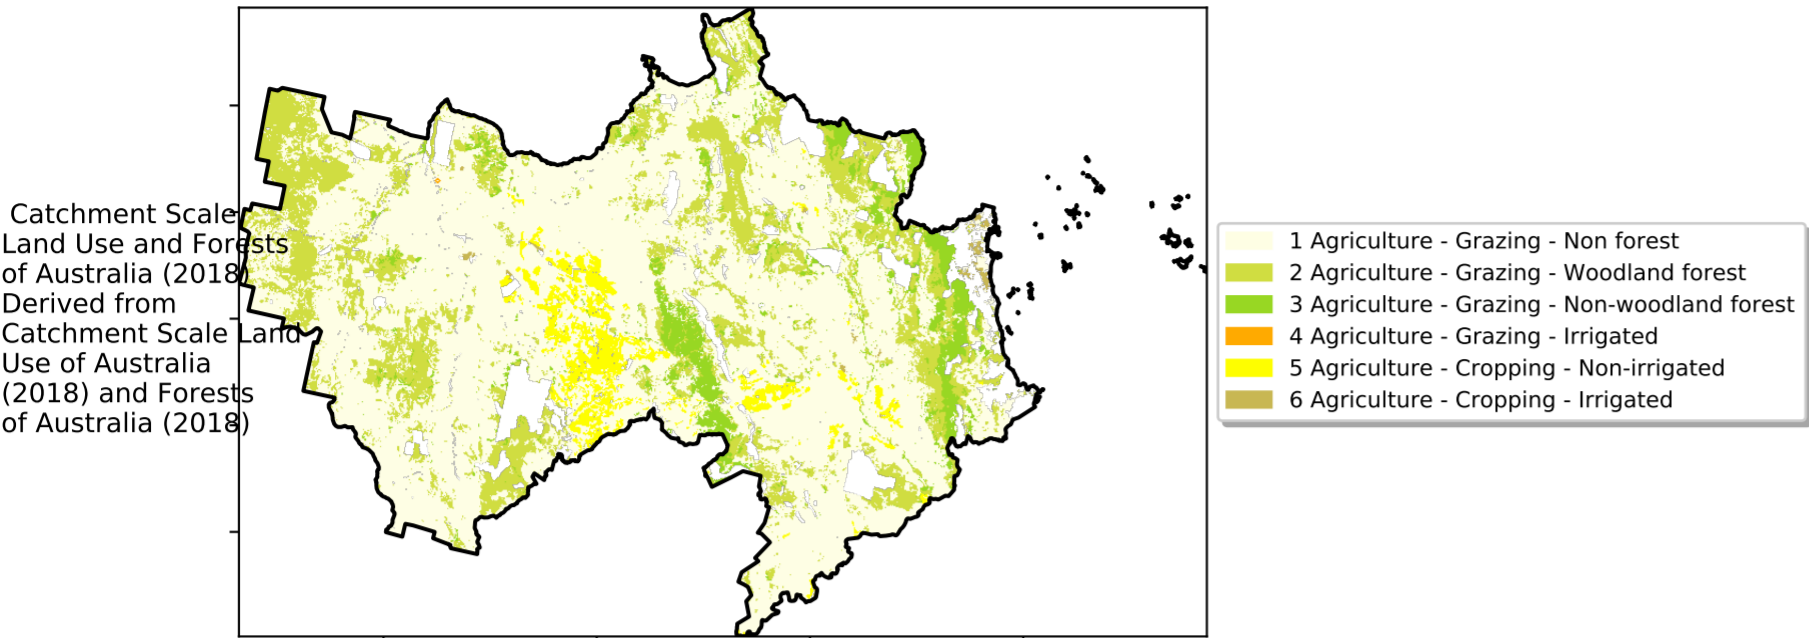 Catchment Scale
Land Use and Forests
of Australia (2018)
Derived from
Catchment Scale Land
Use of Australia
(2018) and Forests
of Australia (2018)
1 Agriculture - Grazing - Non forest
2 Agriculture - Grazing - Woodland forest
3 Agriculture - Grazing - Non-woodland forest
4 Agriculture - Grazing - Irrigated
5 Agriculture - Cropping - Non-irrigated
6 Agriculture - Cropping - Irrigated